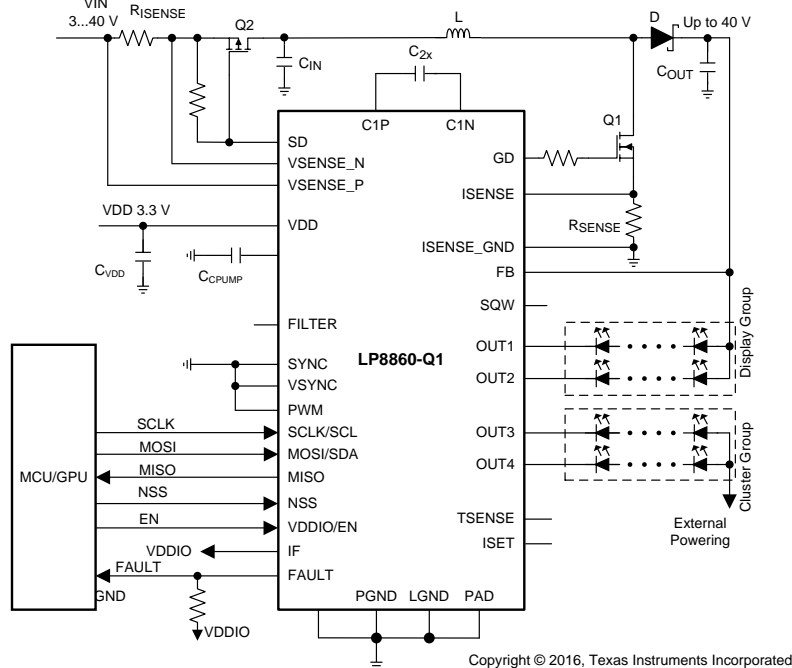 VIN
3...40 V
RISENSE
Q2
L
D
Up to 40 V
CIN
C2x
COUT
C1P
C1N
Q1
SD
VSENSE_N
VSENSE_P
GD
ISENSE
RSENSE
VDD 3.3 V
VDD
ISENSE_GND
FB
CVDD
CCPUMP
SQW
FILTER
LP8860-Q1
SYNC
VSYNC
PWM
OUT1
OUT2
Display Group
MCU/GPU
SCLK
SCLK/SCL
MOSI
MOSI/SDA
MISO
MISO
NSS
NSS
EN
VDDIO/EN
OUT3
OUT4
Cluster Group
External
Powering
TSENSE
ISET
VDDIO
IF
FAULT
FAULT
GND
VDDIO
PGND
LGND
PAD
Copyright © 2016, Texas Instruments Incorporated